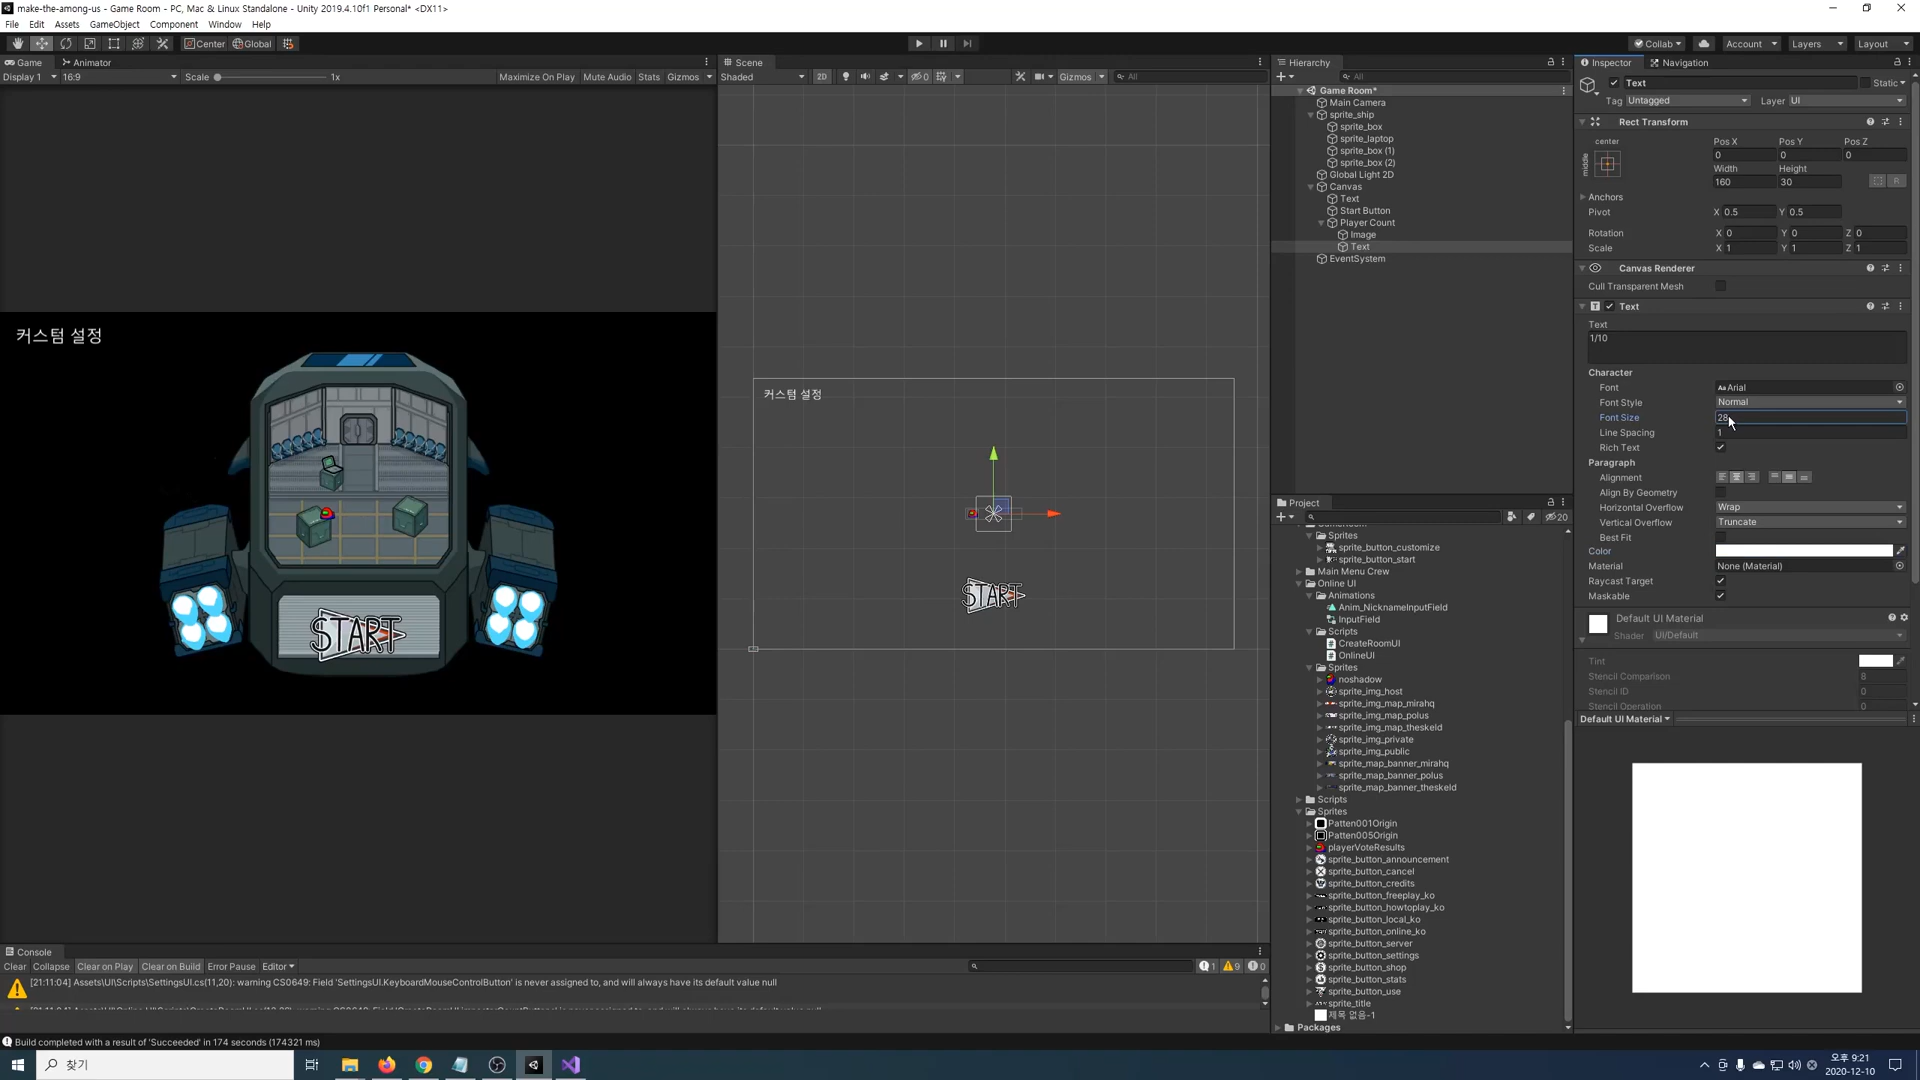 make-the-among-us - Game Room - PC, Mac & Linux Standalone - Unity 2019.4.10f1 Personal* <DX11>
File Edit Assets GameObject Component Window Help
Center Global
Collab Account Layers Layout
Game Animator
Display 1 16:9 Scale 1x Maximize On Play Mute Audio Stats Gizmos
커스텀 설정
START
Scene
Shaded 2D 0 Gizmos All
커스텀 설정
START
Hierarchy
All
Game Room*
Main Camera
sprite_ship
sprite_box
sprite_laptop
sprite_box (1)
sprite_box (2)
Global Light 2D
Canvas
Text
Start Button
Player Count
Image
Text
EventSystem
Project
20
Sprites
sprite_button_customize
sprite_button_start
Main Menu Crew
Online UI
Animations
Anim_NicknameInputField
InputField
Scripts
CreateRoomUI
OnlineUI
Sprites
noshadow
sprite_img_host
sprite_img_map_mirahq
sprite_img_map_polus
sprite_img_map_theskeld
sprite_img_private
sprite_img_public
sprite_map_banner_mirahq
sprite_map_banner_polus
sprite_map_banner_theskeld
Scripts
Sprites
Patten001Origin
Patten005Origin
playerVoteResults
sprite_button_announcement
sprite_button_cancel
sprite_button_credits
sprite_button_freeplay_ko
sprite_button_howtoplay_ko
sprite_button_local_ko
sprite_button_online_ko
sprite_button_server
sprite_button_settings
sprite_button_shop
sprite_button_stats
sprite_button_use
sprite_title
제목 없음-1
Packages
Inspector Navigation
Text Static
Tag Untagged Layer UI
Rect Transform
center
middle
Pos X Pos Y Pos Z
0 0 0
Width Height
160 30
R
Anchors
Pivot X 0.5 Y 0.5
Rotation X 0 Y 0 Z 0
Scale X 1 Y 1 Z 1
Canvas Renderer
Cull Transparent Mesh
Text
Text
1/10
Character
Font Arial
Font Style Normal
Font Size 28
Line Spacing 1
Rich Text
Paragraph
Alignment
Align By Geometry
Horizontal Overflow Wrap
Vertical Overflow Truncate
Best Fit
Color
Material None (Material)
Raycast Target
Maskable
Default UI Material
Shader UI/Default
Tint
Stencil Comparison 8
Stencil ID 0
Stencil Operation 0
Default UI Material
Console
Clear Collapse Clear on Play Clear on Build Error Pause Editor 1 9 0
[21:11:04] Assets\UI\Scripts\SettingsUI.cs(11,20): warning CS0649: Field 'SettingsUI.KeyboardMouseControlButton' is never assigned to, and will always have its default value null
Build completed with a result of 'Succeeded' in 174 seconds (174321 ms)
찾기
오후 9:21
2020-12-10